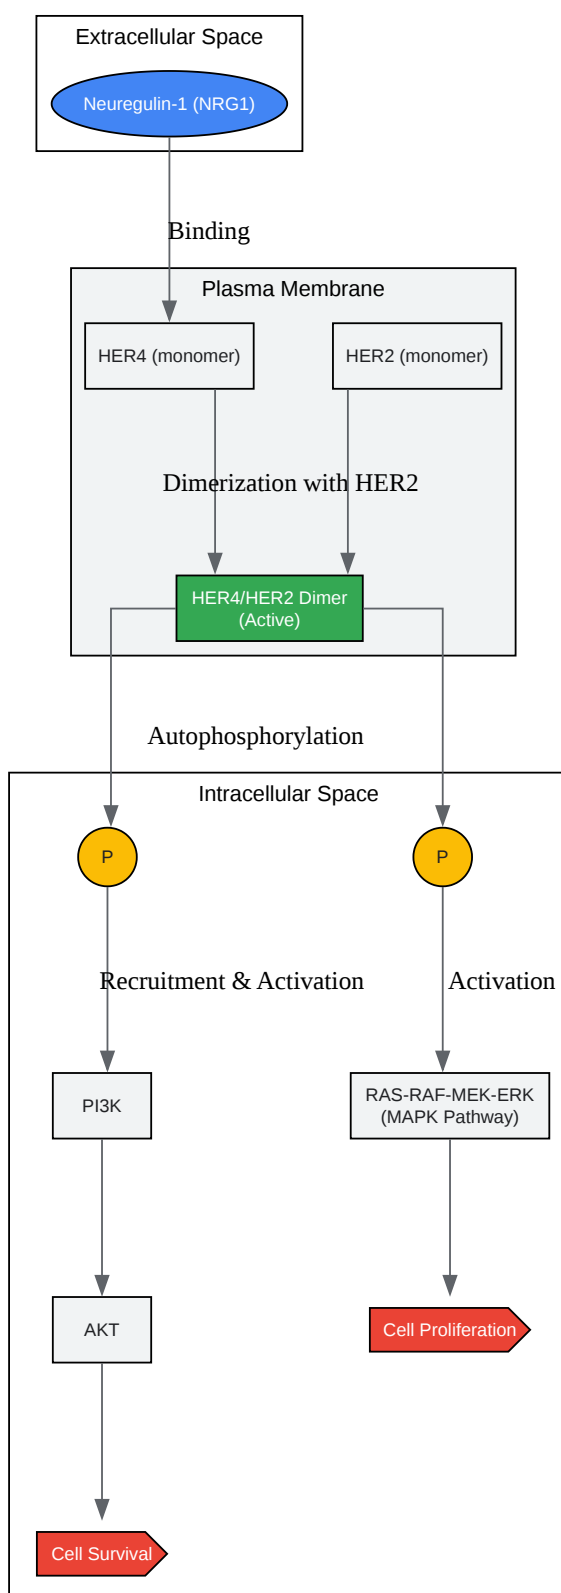 Extracellular Space
Neuregulin-1 (NRG1)
Binding
Plasma Membrane
HER4 (monomer)
HER2 (monomer)
Dimerization with HER2
HER4/HER2 Dimer
(Active)
Autophosphorylation
Intracellular Space
P
P
Recruitment & Activation
Activation
PI3K
RAS-RAF-MEK-ERK
(MAPK Pathway)
AKT
Cell Proliferation
Cell Survival